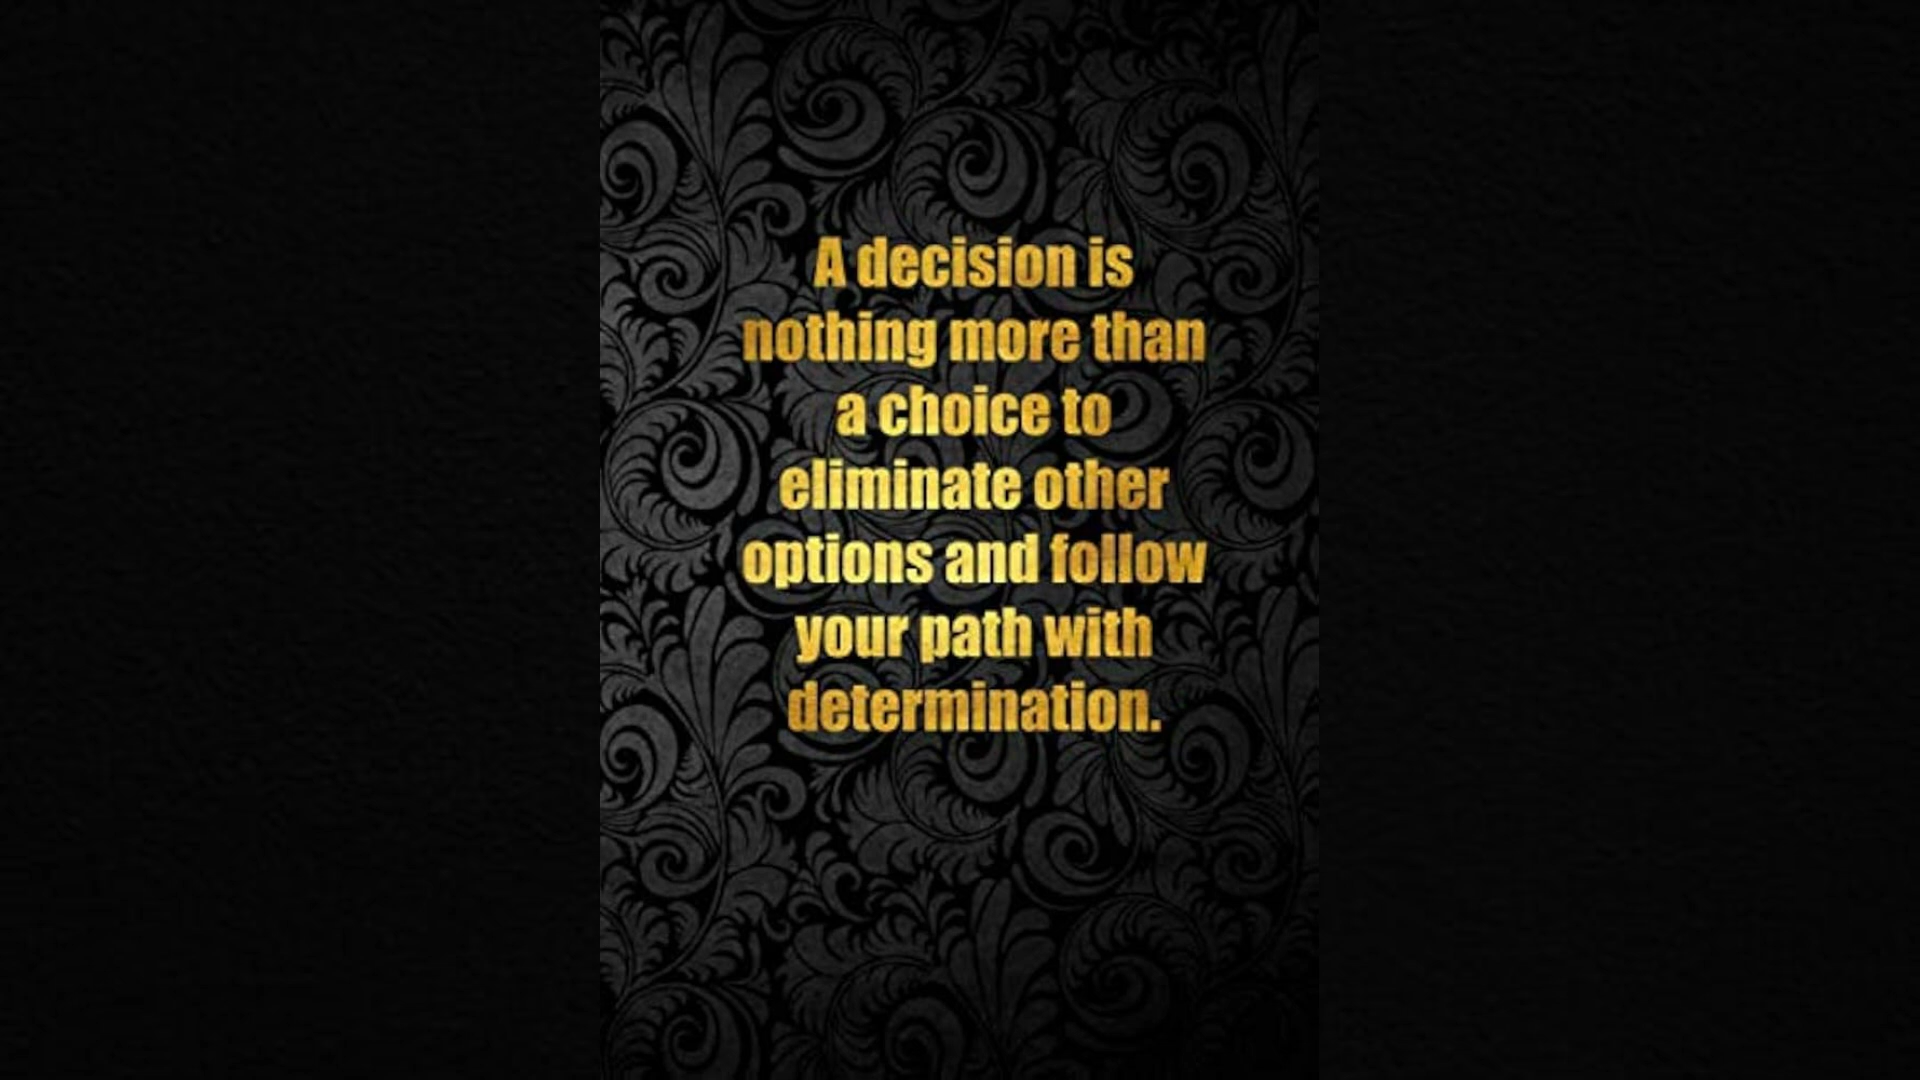 A decision is
nothing more than
a choice to
eliminate other
options and follow
your path with
determination.